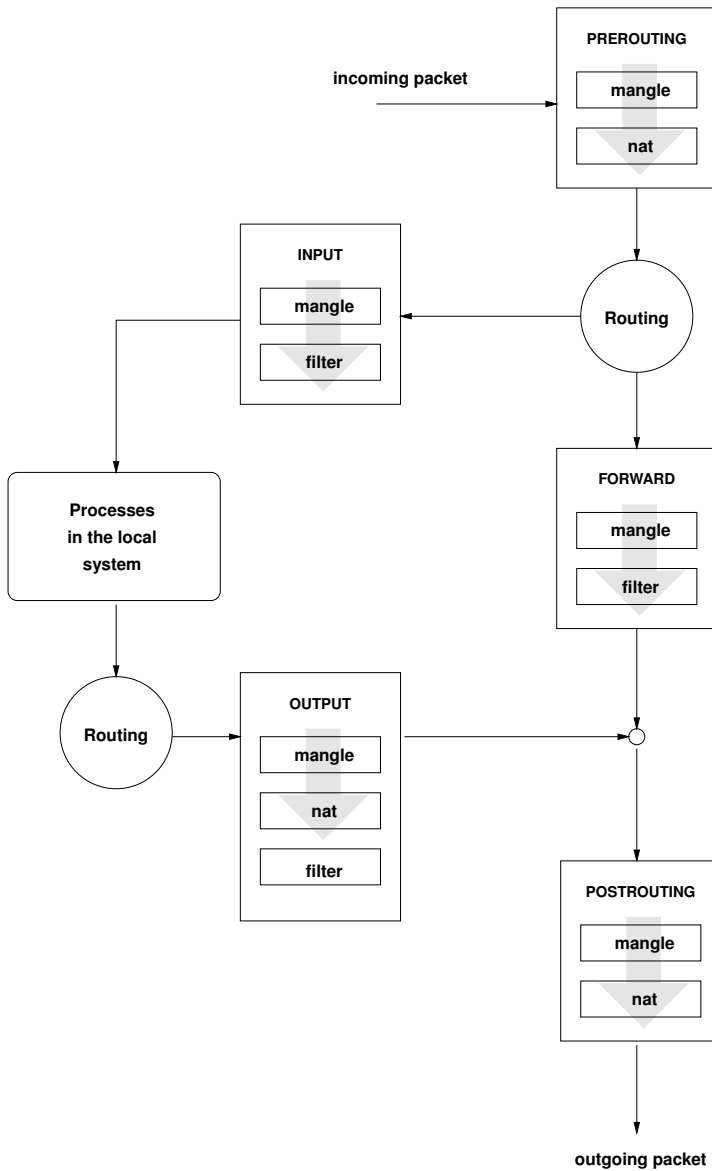 PREROUTING
incoming packet
mangle
nat
INPUT
mangle
filter
Routing
Processes
in the local
system
FORWARD
mangle
filter
Routing
OUTPUT
mangle
nat
filter
POSTROUTING
mangle
nat
outgoing packet